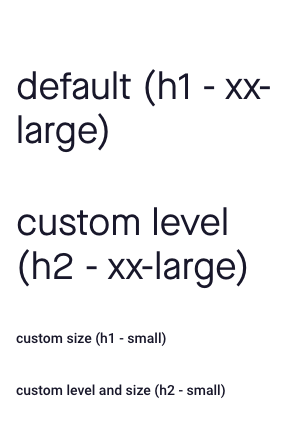 default (h1 - xx-
large)
custom level
(h2 - xx-large)
custom size (h1 - small)
custom level and size (h2 - small)